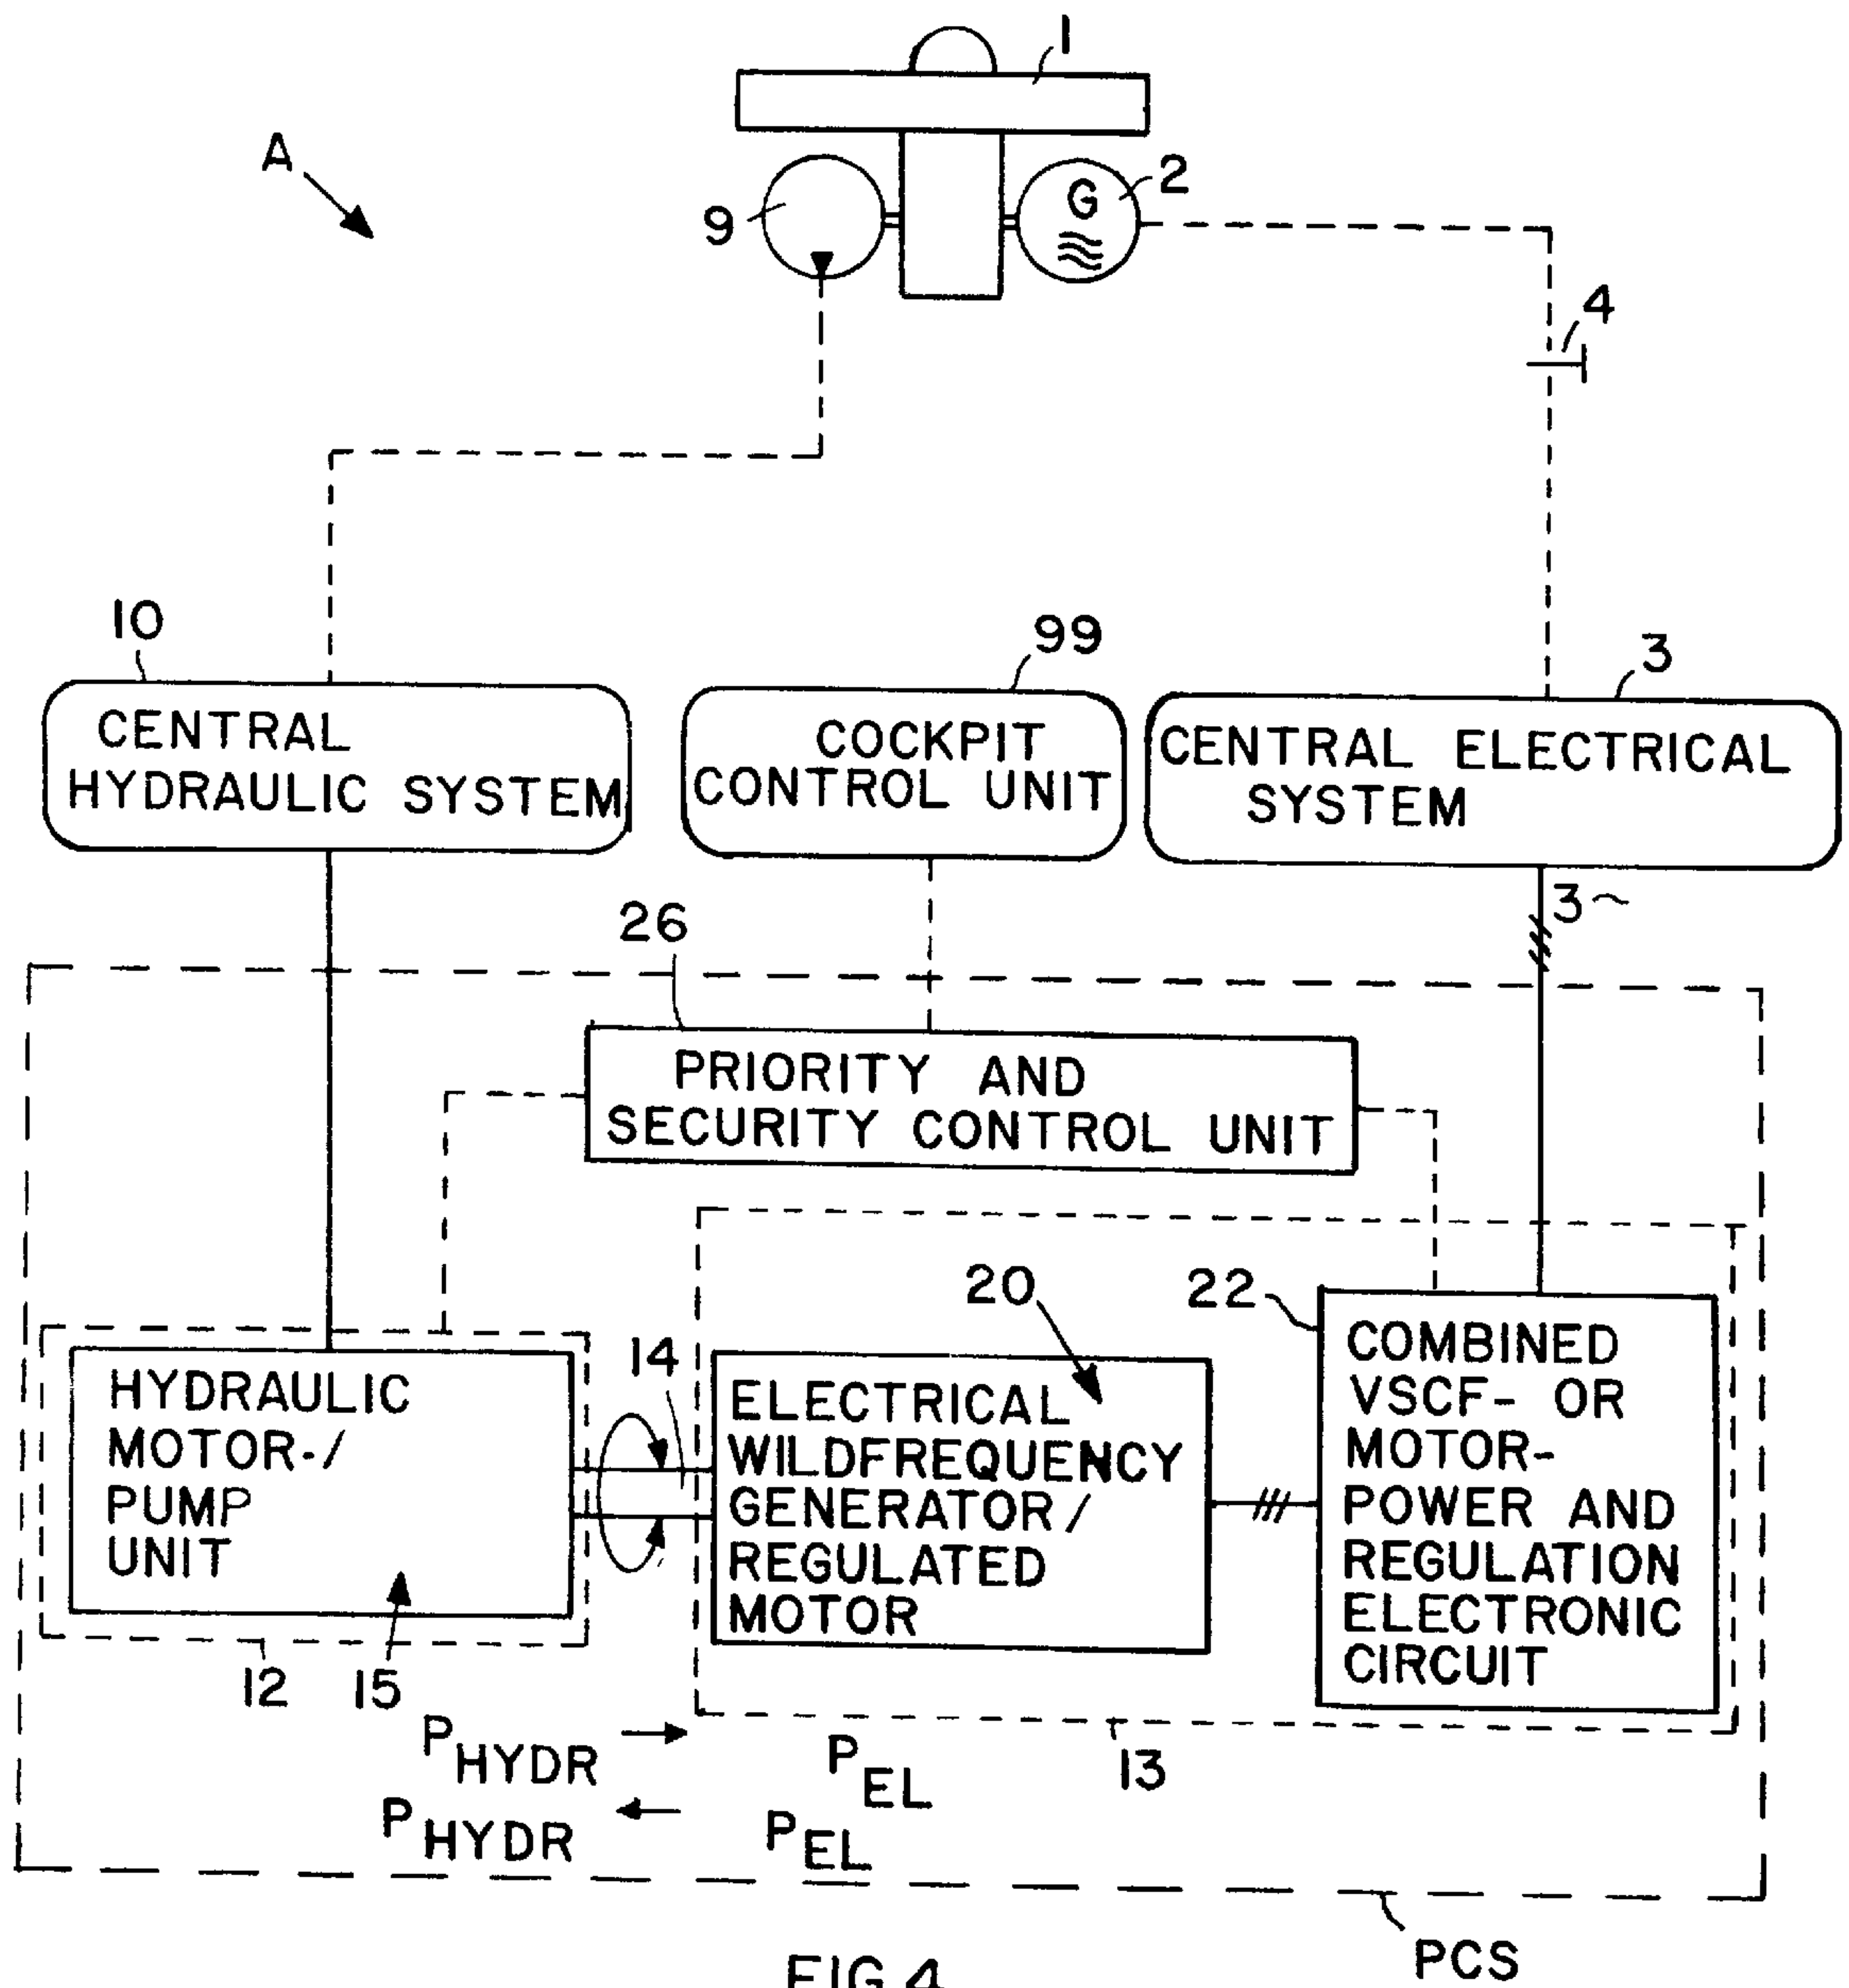 1
A
9
G
2
4
10
99
3
CENTRAL
HYDRAULIC SYSTEM
COCKPIT
CONTROL UNIT
CENTRAL ELECTRICAL
SYSTEM
3~
26
PRIORITY AND
SECURITY CONTROL UNIT
20
22
14
HYDRAULIC
MOTOR-/
PUMP
UNIT
ELECTRICAL
WILDFREQUENCY
GENERATOR/
REGULATED
MOTOR
COMBINED
VSCF- OR
MOTOR-
POWER AND
REGULATION
ELECTRONIC
CIRCUIT
12
15
13
PHYDR → PEL
PHYDR ← PEL
PCS
FIG.4